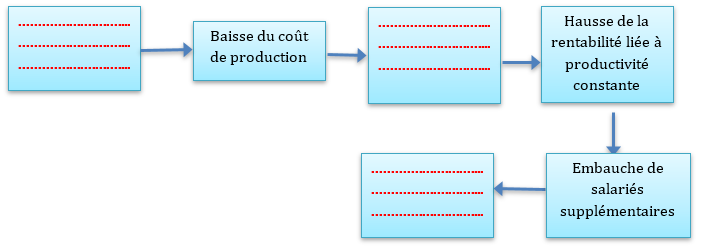 Baisse du coût
de production
Hausse de la
rentabilité liée à
productivité
constante
Embauche de
salariés
supplémentaires